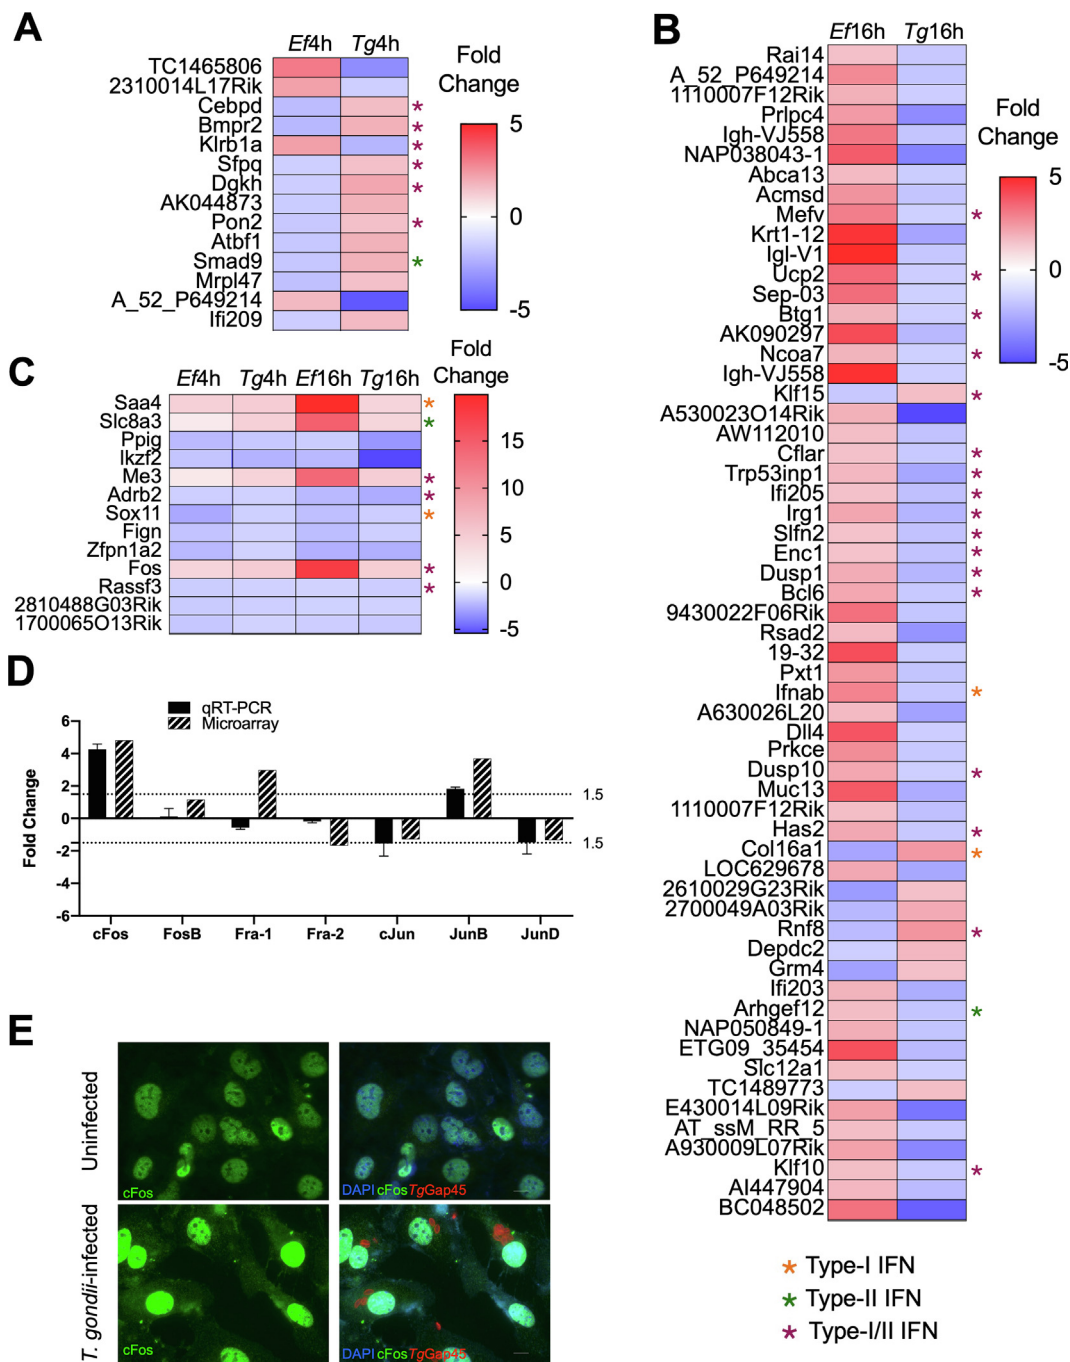 A
Ef4h Tg4h
TC1465806
2310014L17Rik
Cebpd *
Bmpr2 *
Klrb1a *
Sfpq *
Dgkh *
AK044873
Pon2 *
Atbf1
Smad9 *
Mrpl47
A_52_P649214
Ifi209
Fold
Change
5
0
-5
B
Ef16h Tg16h
Rai14
A_52_P649214
1110007F12Rik
Prlpc4
Igh-VJ558
NAP038043-1
Abca13
Acmsd
Mefv *
Krt1-12
Igl-V1
Ucp2 *
Sep-03
Btg1 *
AK090297
Ncoa7 *
Igh-VJ558
Klf15 *
A530023O14Rik
AW112010
Cflar *
Trp53inp1 *
Ifi205 *
Irg1 *
Slfn2 *
Enc1 *
Dusp1 *
Bcl6 *
9430022F06Rik
Rsad2
19-32
Pxt1
Ifnab *
A630026L20
Dll4
Prkce
Dusp10 *
Muc13
1110007F12Rik
Has2 *
Col16a1 *
LOC629678
2610029G23Rik
2700049A03Rik
Rnf8 *
Depdc2
Grm4
Ifi203
Arhgef12 *
NAP050849-1
ETG09_35454
Slc12a1
TC1489773
E430014L09Rik
AT_ssM_RR_5
A930009L07Rik
Klf10 *
AI447904
BC048502
Fold
Change
5
0
-5
* Type-I IFN
* Type-II IFN
* Type-I/II IFN
C
Ef4h Tg4h Ef16h Tg16h
Saa4 *
Slc8a3 *
Ppig
Ikzf2
Me3 *
Adrb2 *
Sox11 *
Fign
Zfpn1a2
Fos *
Rassf3 *
2810488G03Rik
1700065O13Rik
Fold
Change
15
10
5
0
-5
D
qRT-PCR
Microarray
Fold Change
6
4
2
0
-2
-4
-6
1.5
1.5
cFos FosB Fra-1 Fra-2 cJun JunB JunD
E
Uninfected
cFos
DAPI cFos TgGap45
T. gondii-infected
cFos
DAPI cFos TgGap45